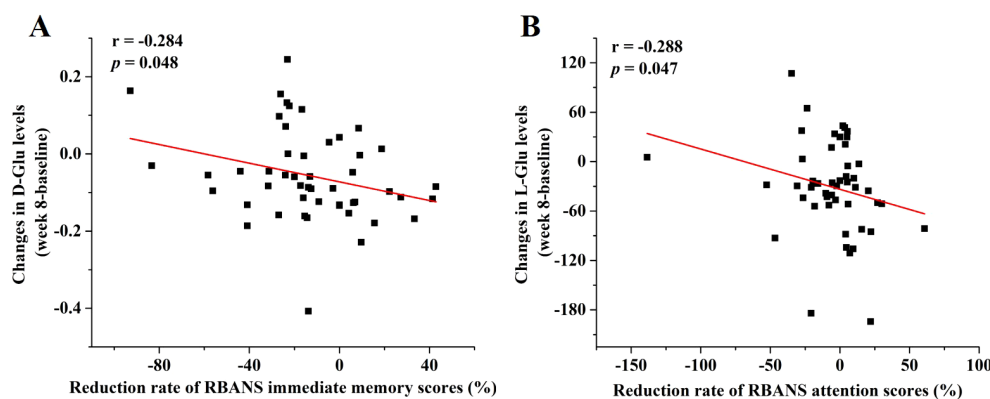 A
r = -0.284
p = 0.048
Changes in D-Glu levels
(week 8-baseline)
0.2
0.0
-0.2
-0.4
-80
-40
0
40
Reduction rate of RBANS immediate memory scores (%)
B
r = -0.288
p = 0.047
Changes in L-Glu levels
(week 8-baseline)
120
60
0
-60
-120
-180
-150
-100
-50
0
50
100
Reduction rate of RBANS attention scores (%)